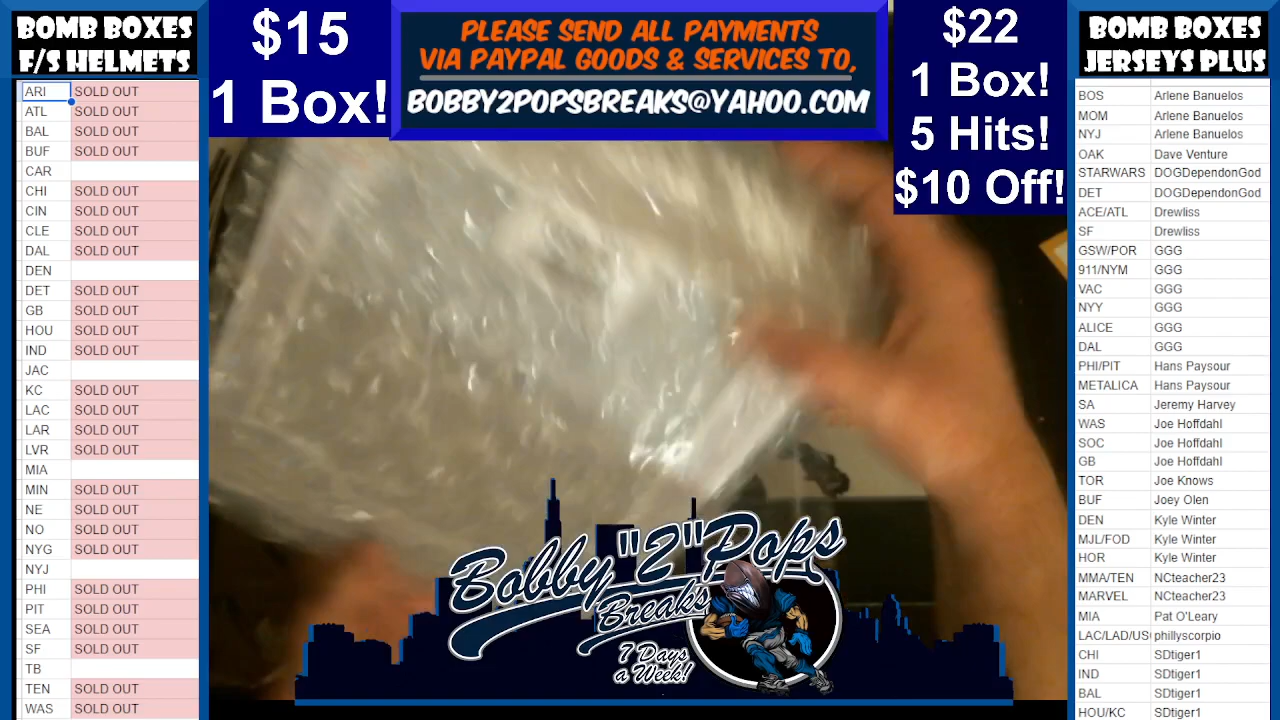 BOMB BOXES
F/S HELMETS
ARI SOLD OUT
ATL SOLD OUT
BAL SOLD OUT
BUF SOLD OUT
CAR
CHI SOLD OUT
CIN SOLD OUT
CLE SOLD OUT
DAL SOLD OUT
DEN
DET SOLD OUT
GB SOLD OUT
HOU SOLD OUT
IND SOLD OUT
JAC
KC SOLD OUT
LAC SOLD OUT
LAR SOLD OUT
LVR SOLD OUT
MIA
MIN SOLD OUT
NE SOLD OUT
NO SOLD OUT
NYG SOLD OUT
NYJ
PHI SOLD OUT
PIT SOLD OUT
SEA SOLD OUT
SF SOLD OUT
TB
TEN SOLD OUT
WAS SOLD OUT
$15
1 Box!
PLEASE SEND ALL PAYMENTS
VIA PAYPAL GOODS & SERVICES TO,
BOBBY2POPSBREAKS@YAHOO.COM
$22
1 Box!
5 Hits!
$10 Off!
BOMB BOXES
JERSEYS PLUS
BOS Arlene Banuelos
MOM Arlene Banuelos
NYJ Arlene Banuelos
OAK Dave Venture
STARWARS DOGDependonGod
DET DOGDependonGod
ACE/ATL Drewliss
SF Drewliss
GSW/POR GGG
911/NYM GGG
VAC GGG
NYY GGG
ALICE GGG
DAL GGG
PHI/PIT Hans Paysour
METALICA Hans Paysour
SA Jeremy Harvey
WAS Joe Hoffdahl
SOC Joe Hoffdahl
GB Joe Hoffdahl
TOR Joe Knows
BUF Joey Olen
DEN Kyle Winter
MJL/FOD Kyle Winter
HOR Kyle Winter
MMA/TEN NCteacher23
MARVEL NCteacher23
MIA Pat O'Leary
LAC/LAD/US phillyscorpio
CHI SDtiger1
IND SDtiger1
BAL SDtiger1
HOU/KC SDtiger1
Bobby "2" Pops
Breaks
7 Days
a Week!